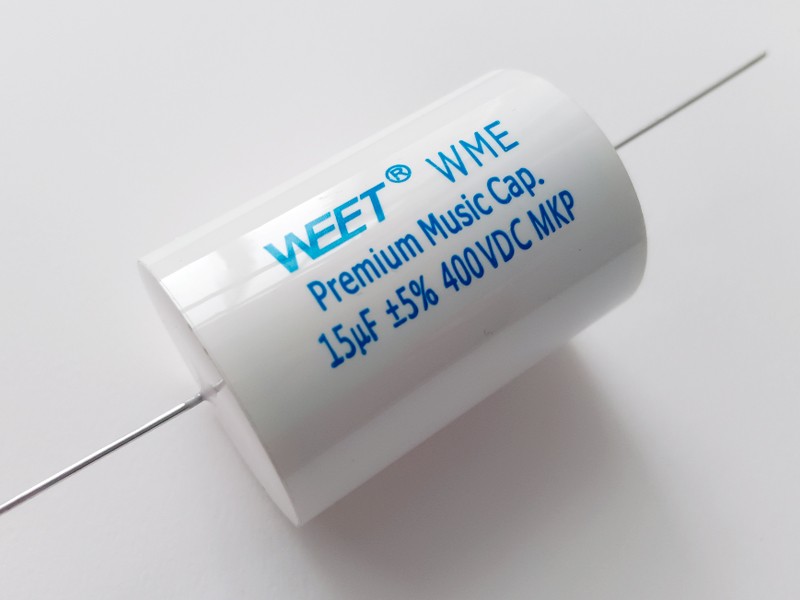 WEET® WME
Premium Music Cap.
15µF ±5% 400VDC MKP